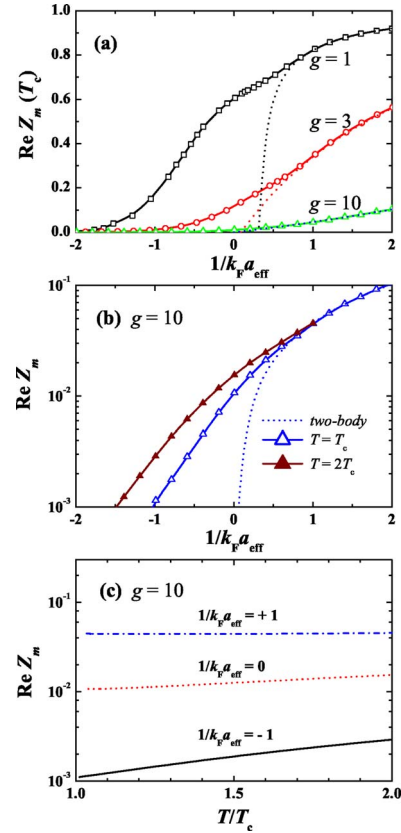 (a)
Re Z_m (T_c)
1.0
0.8
0.6
0.4
0.2
0.0
g = 1
g = 3
g = 10
-2 -1 0 1 2
1/k_F a_eff
(b) g = 10
Re Z_m
10^-1
10^-2
10^-3
two-body
T = T_c
T = 2T_c
-2 -1 0 1 2
1/k_F a_eff
(c) g = 10
Re Z_m
10^-1
10^-2
10^-3
1/k_F a_eff = + 1
1/k_F a_eff = 0
1/k_F a_eff = - 1
1.0 1.5 2.0
T/T_c